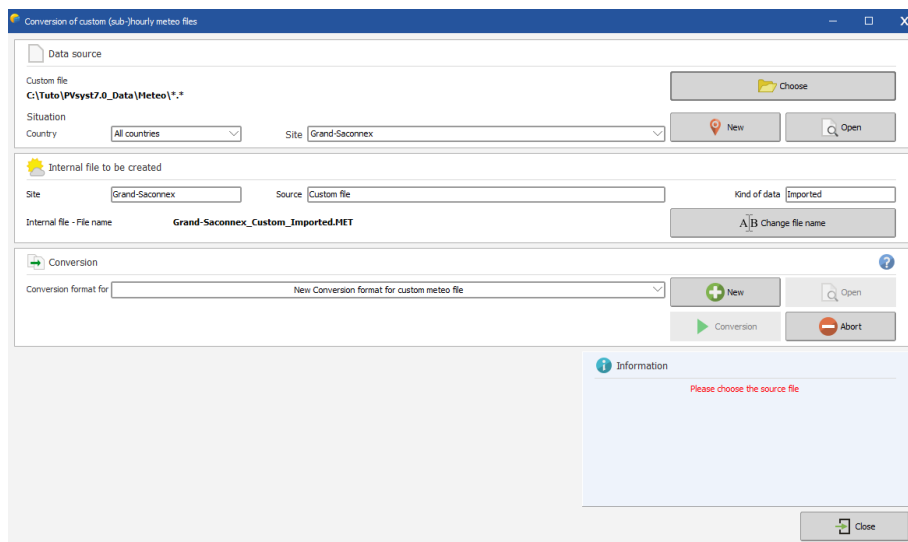 Conversion of custom (sub-)hourly meteo files
Data source
Custom file
C:\Tuto\PVsyst7.0_Data\Meteo\*.*
Choose
Situation
Country All countries Site Grand-Saconnex New Open
Internal file to be created
Site Grand-Saconnex Source Custom file Kind of data Imported
Internal file - File name Grand-Saconnex_Custom_Imported.MET A B Change file name
Conversion ?
Conversion format for New Conversion format for custom meteo file New Open
Conversion Abort
i Information
Please choose the source file
Close